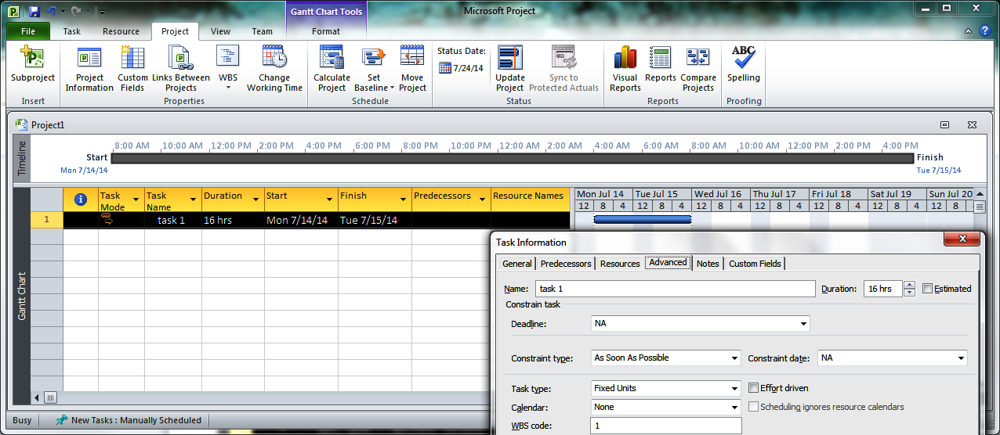 Gantt Chart Tools
Microsoft Project
File Task Resource Project View Team Format
Subproject
Project Information
Custom Fields
Links Between Projects
WBS
Change Working Time
Calculate Project
Set Baseline
Move Project
Status Date:
7/24/14
Update Project
Sync to Protected Actuals
Visual Reports
Reports
Compare Projects
ABC
Spelling
Insert Properties Schedule Status Reports Proofing
Project1
Timeline
8:00 AM 10:00 AM 12:00 PM 2:00 PM 4:00 PM 6:00 PM 8:00 PM 10:00 PM 12:00 AM 2:00 AM 4:00 AM 6:00 AM 8:00 AM 10:00 AM 12:00 PM 2:00 PM 4:00 PM
Start
Mon 7/14/14
Finish
Tue 7/15/14
Gantt Chart
Task Mode Task Name Duration Start Finish Predecessors Resource Names
Mon Jul 14 Tue Jul 15 Wed Jul 16 Thu Jul 17 Fri Jul 18 Sat Jul 19 Sun Jul 20
12 8 4 12 8 4 12 8 4 12 8 4 12 8 4 12 8 4 12 8 4
1 task 1 16 hrs Mon 7/14/14 Tue 7/15/14
Task Information
General Predecessors Resources Advanced Notes Custom Fields
Name: task 1 Duration: 16 hrs Estimated
Constrain task
Deadline: NA
Constraint type: As Soon As Possible Constraint date: NA
Task type: Fixed Units Effort driven
Calendar: None Scheduling ignores resource calendars
WBS code: 1
Busy New Tasks : Manually Scheduled